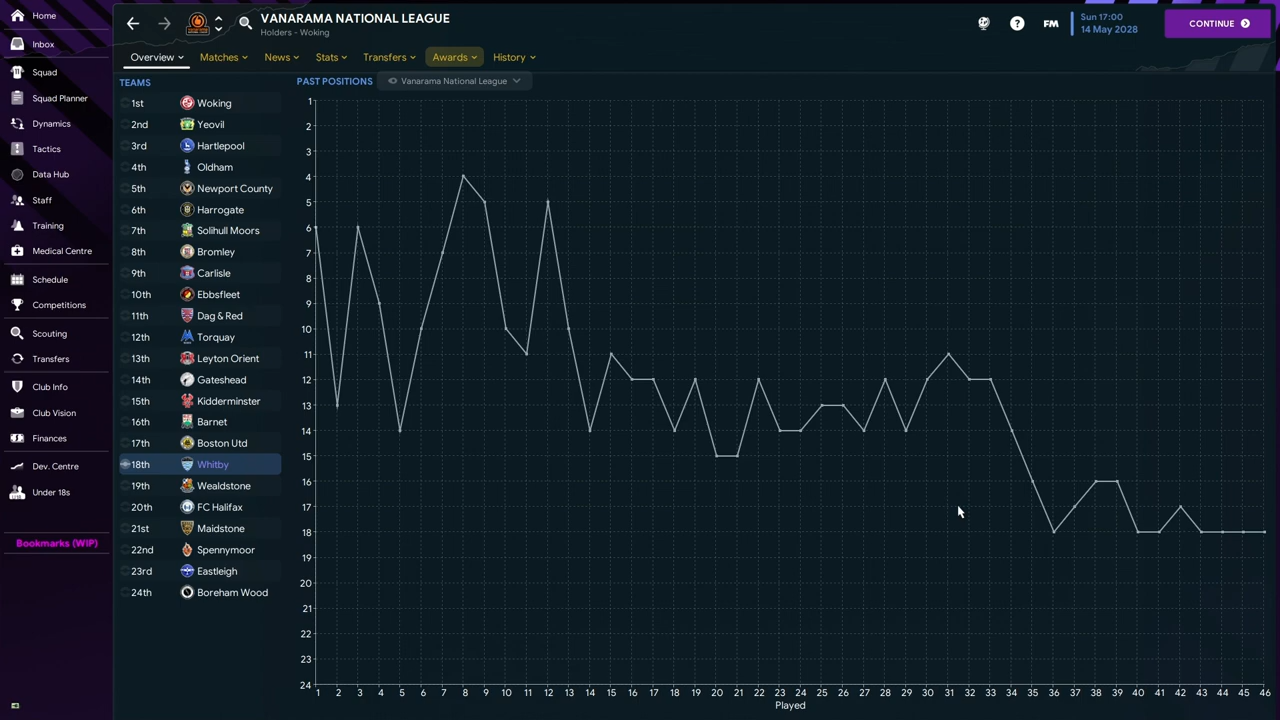 Home
Inbox
Squad
Squad Planner
Dynamics
Tactics
Data Hub
Staff
Training
Medical Centre
Schedule
Competitions
Scouting
Transfers
Club Info
Club Vision
Finances
Dev. Centre
Under 18s
Bookmarks (WIP)
VANARAMA NATIONAL LEAGUE
Holders - Woking
FM
Sun 17:00
14 May 2028
CONTINUE
Overview Matches News Stats Transfers Awards History
TEAMS
1st Woking
2nd Yeovil
3rd Hartlepool
4th Oldham
5th Newport County
6th Harrogate
7th Solihull Moors
8th Bromley
9th Carlisle
10th Ebbsfleet
11th Dag & Red
12th Torquay
13th Leyton Orient
14th Gateshead
15th Kidderminster
16th Barnet
17th Boston Utd
18th Whitby
19th Wealdstone
20th FC Halifax
21st Maidstone
22nd Spennymoor
23rd Eastleigh
24th Boreham Wood
PAST POSITIONS Vanarama National League
1
2
3
4
5
6
7
8
9
10
11
12
13
14
15
16
17
18
19
20
21
22
23
24
1 2 3 4 5 6 7 8 9 10 11 12 13 14 15 16 17 18 19 20 21 22 23 24 25 26 27 28 29 30 31 32 33 34 35 36 37 38 39 40 41 42 43 44 45 46
Played